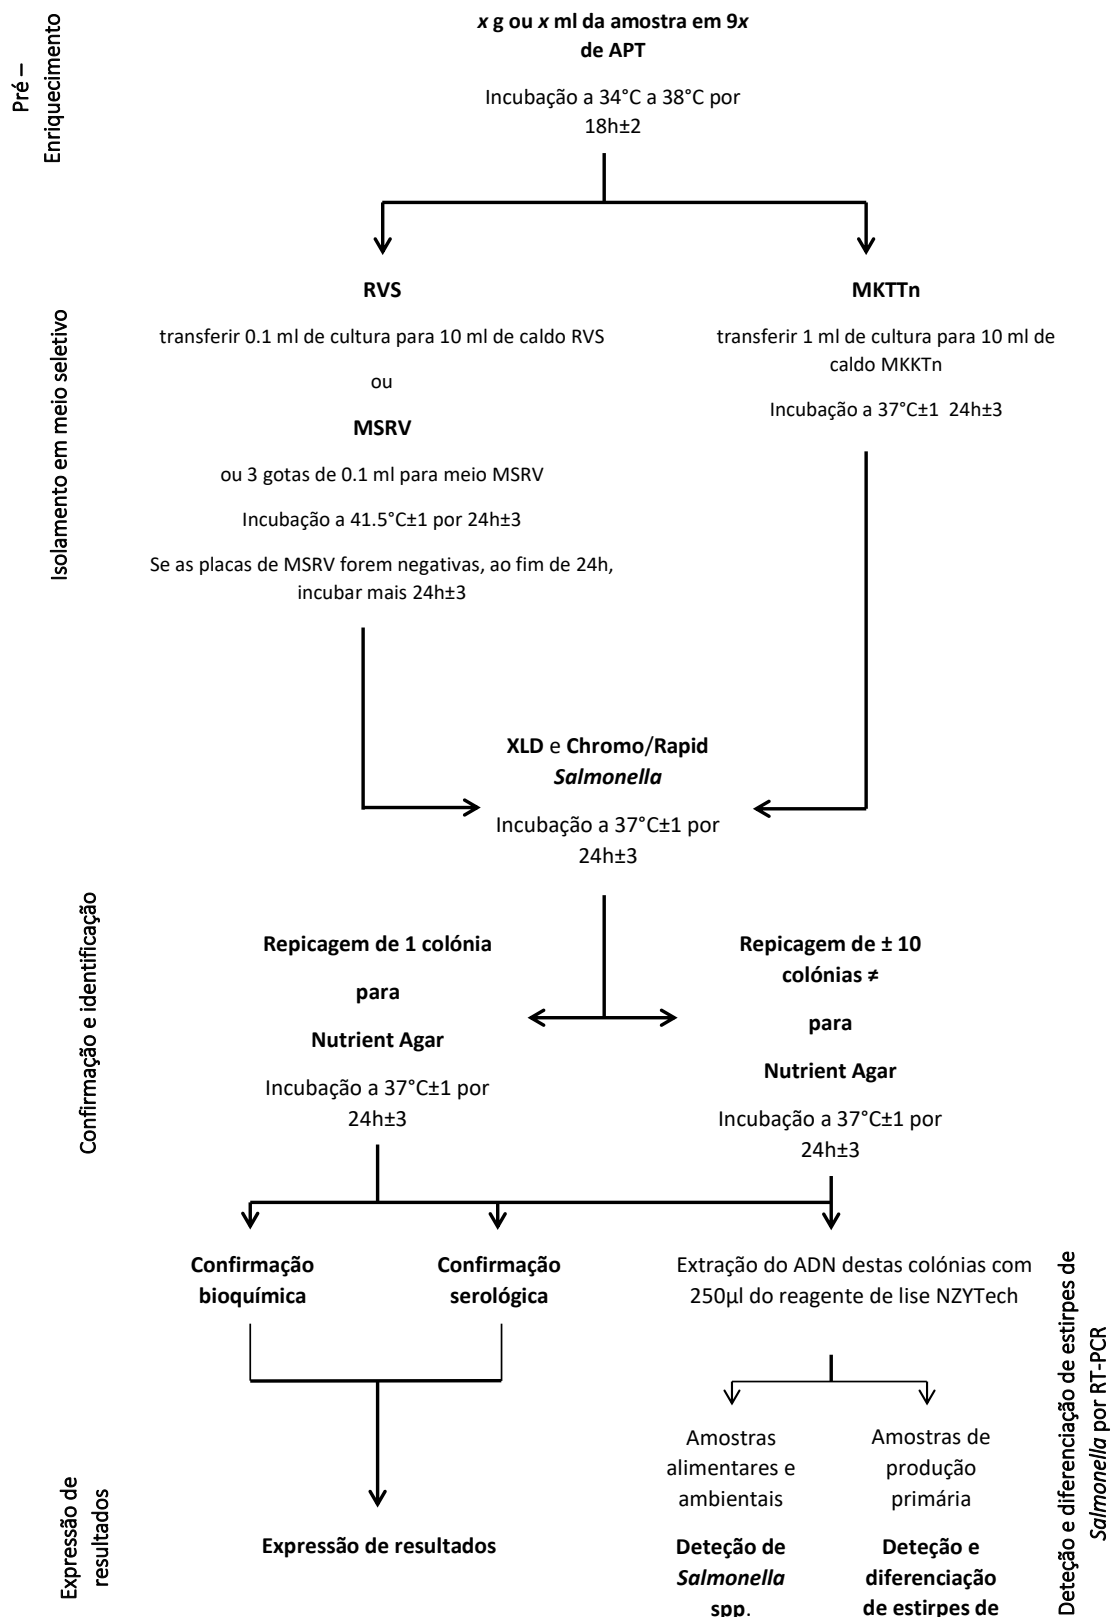 Pré –
Enriquecimento
x g ou x ml da amostra em 9x
de APT
Incubação a 34°C a 38°C por
18h±2
Isolamento em meio seletivo
RVS
transferir 0.1 ml de cultura para 10 ml de caldo RVS
ou
MSRV
ou 3 gotas de 0.1 ml para meio MSRV
Incubação a 41.5°C±1 por 24h±3
Se as placas de MSRV forem negativas, ao fim de 24h,
incubar mais 24h±3
MKTTn
transferir 1 ml de cultura para 10 ml de
caldo MKKTn
Incubação a 37°C±1 24h±3
XLD e Chromo/Rapid
Salmonella
Incubação a 37°C±1 por
24h±3
Confirmação e identificação
Repicagem de 1 colónia
para
Nutrient Agar
Incubação a 37°C±1 por
24h±3
Repicagem de ± 10
colónias ≠
para
Nutrient Agar
Incubação a 37°C±1 por
24h±3
Confirmação
bioquímica
Confirmação
serológica
Extração do ADN destas colónias com
250µl do reagente de lise NZYTech
Amostras
alimentares e
ambientais
Deteção de
Salmonella
spp.
Amostras de
produção
primária
Deteção e
diferenciação
de estirpes de
Expressão de
resultados
Expressão de resultados
Deteção e diferenciação de estirpes de
Salmonella por RT-PCR